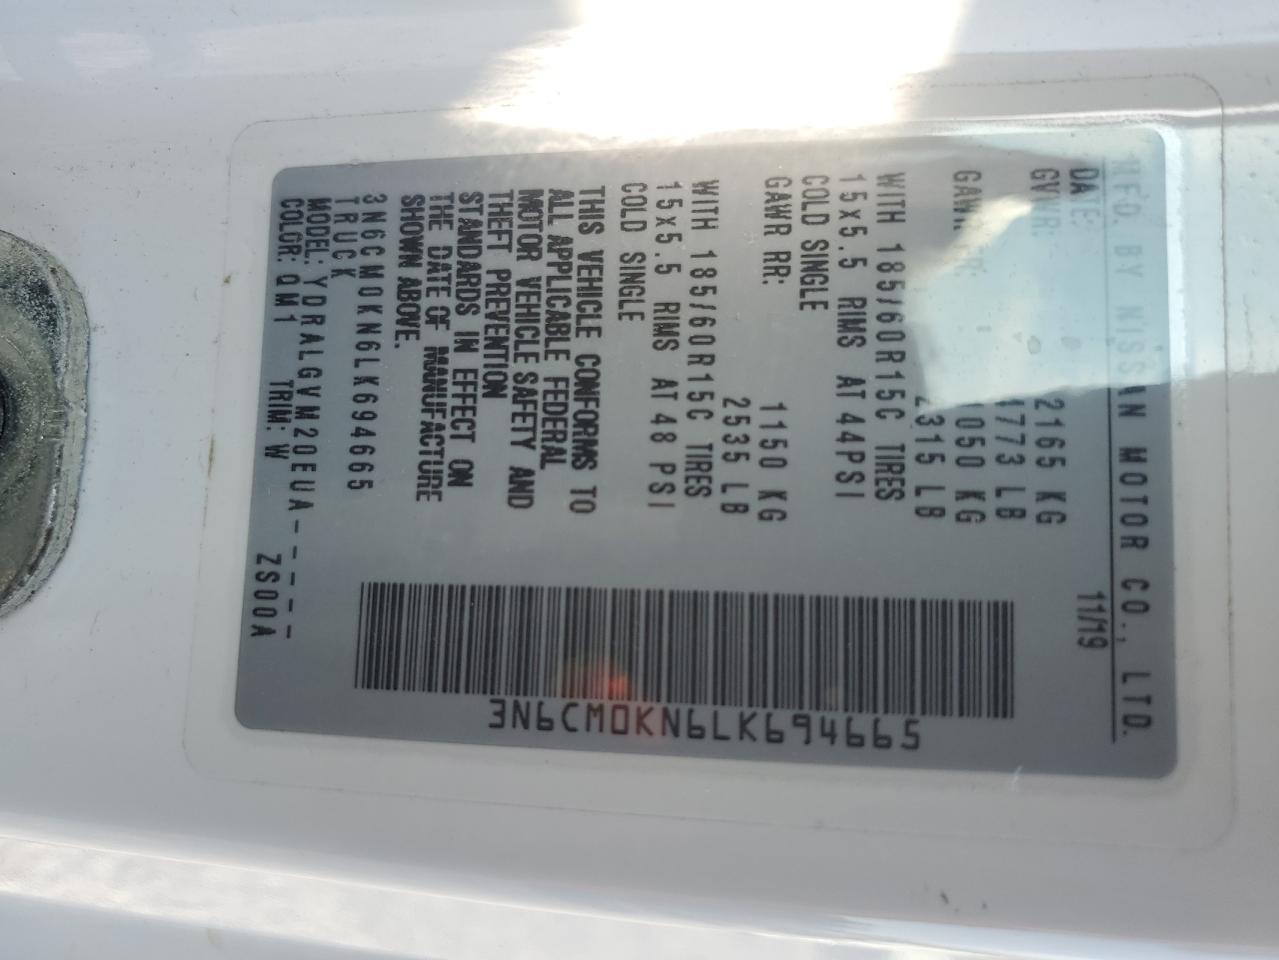 MFD. BY NISSAN MOTOR CO., LTD.
DATE: 11/19
GVWR: 2165 KG
4773 LB
GAWR FR: 1050 KG
2315 LB
WITH 185/60R15C TIRES
15x5.5 RIMS AT 44PSI
COLD SINGLE
GAWR RR: 1150 KG
2535 LB
WITH 185/60R15C TIRES
15x5.5 RIMS AT 48 PSI
COLD SINGLE
THIS VEHICLE CONFORMS TO
ALL APPLICABLE FEDERAL
MOTOR VEHICLE SAFETY AND
THEFT PREVENTION
STANDARDS IN EFFECT ON
THE DATE OF MANUFACTURE
SHOWN ABOVE.
3N6CM0KN6LK694665
TRUCK
MODEL: YDRALGVM20EUA-----
COLOR: QM1 TRIM: W ZS00A
3N6CM0KN6LK694665